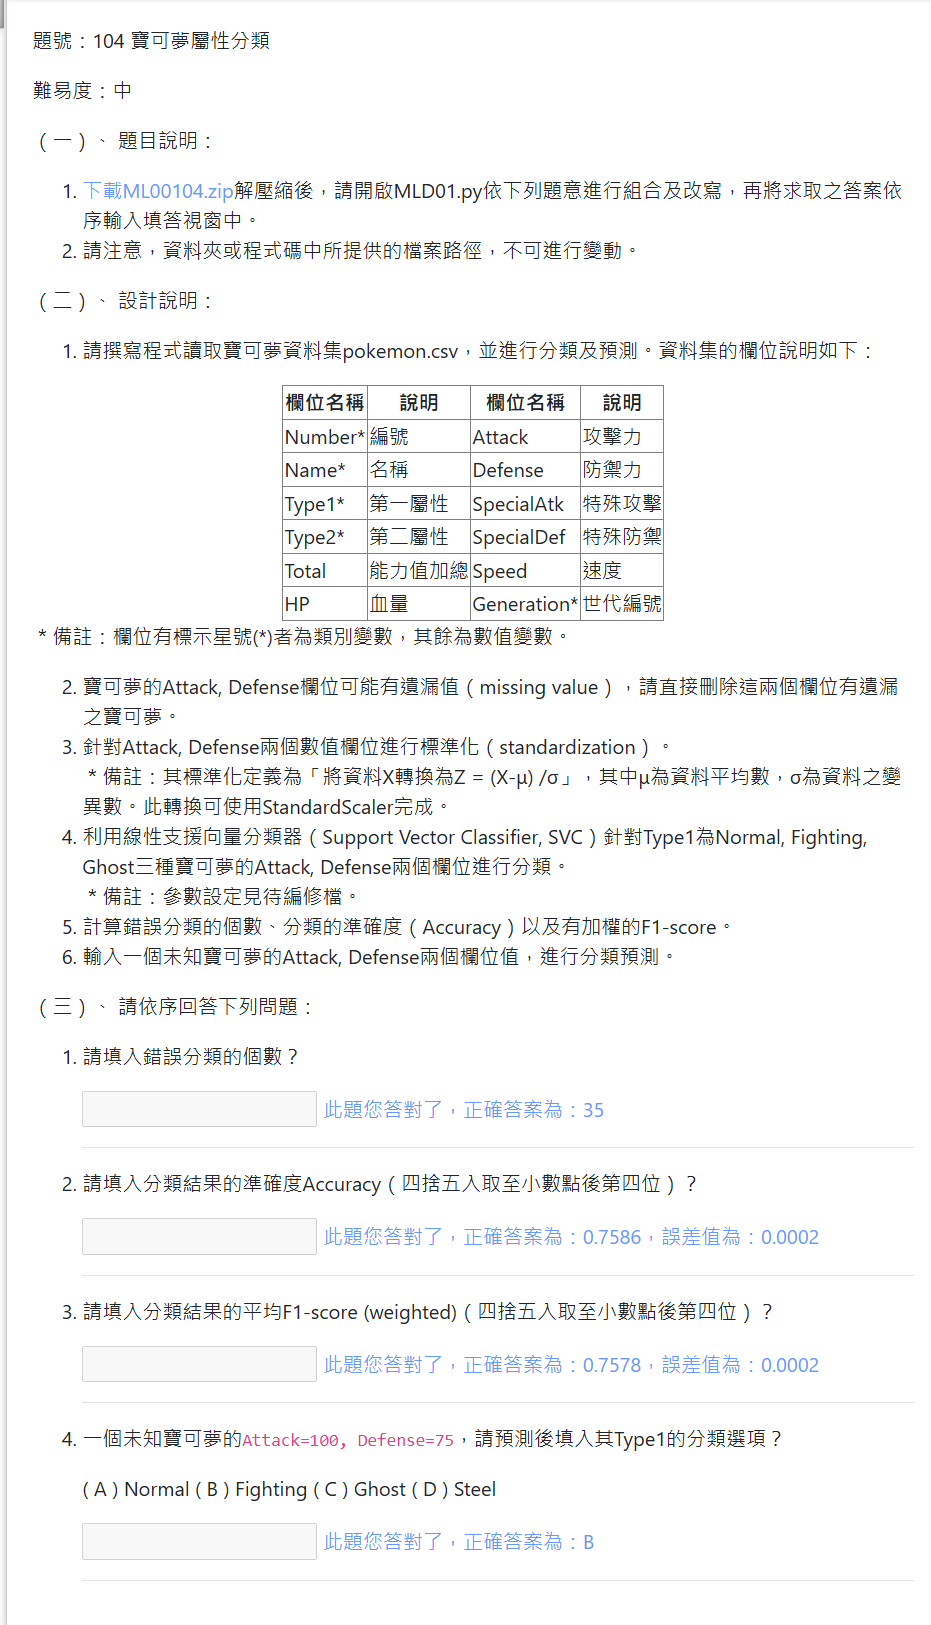 題號：104 寶可夢屬性分類
難易度：中
（一）、 題目說明：
1. 下載ML00104.zip解壓縮後，請開啟MLD01.py依下列題意進行組合及改寫，再將求取之答案依
序輸入填答視窗中。
2. 請注意，資料夾或程式碼中所提供的檔案路徑，不可進行變動。
（二）、 設計說明：
1. 請撰寫程式讀取寶可夢資料集pokemon.csv，並進行分類及預測。資料集的欄位說明如下：
欄位名稱 說明 欄位名稱 說明
Number* 編號 Attack 攻擊力
Name* 名稱 Defense 防禦力
Type1* 第一屬性 SpecialAtk 特殊攻擊
Type2* 第二屬性 SpecialDef 特殊防禦
Total 能力值加總 Speed 速度
HP 血量 Generation* 世代編號
* 備註：欄位有標示星號(*)者為類別變數，其餘為數值變數。
2. 寶可夢的Attack, Defense欄位可能有遺漏值（missing value），請直接刪除這兩個欄位有遺漏
之寶可夢。
3. 針對Attack, Defense兩個數值欄位進行標準化（standardization）。
* 備註：其標準化定義為「將資料X轉換為Z = (X-μ) /σ」，其中μ為資料平均數，σ為資料之變
異數。此轉換可使用StandardScaler完成。
4. 利用線性支援向量分類器（Support Vector Classifier, SVC）針對Type1為Normal, Fighting,
Ghost三種寶可夢的Attack, Defense兩個欄位進行分類。
* 備註：參數設定見待編修檔。
5. 計算錯誤分類的個數、分類的準確度（Accuracy）以及有加權的F1-score。
6. 輸入一個未知寶可夢的Attack, Defense兩個欄位值，進行分類預測。
（三）、 請依序回答下列問題：
1. 請填入錯誤分類的個數？
此題您答對了，正確答案為：35
2. 請填入分類結果的準確度Accuracy（四捨五入取至小數點後第四位）？
此題您答對了，正確答案為：0.7586，誤差值為：0.0002
3. 請填入分類結果的平均F1-score (weighted)（四捨五入取至小數點後第四位）？
此題您答對了，正確答案為：0.7578，誤差值為：0.0002
4. 一個未知寶可夢的Attack=100, Defense=75，請預測後填入其Type1的分類選項？
( A ) Normal ( B ) Fighting ( C ) Ghost ( D ) Steel
此題您答對了，正確答案為：B